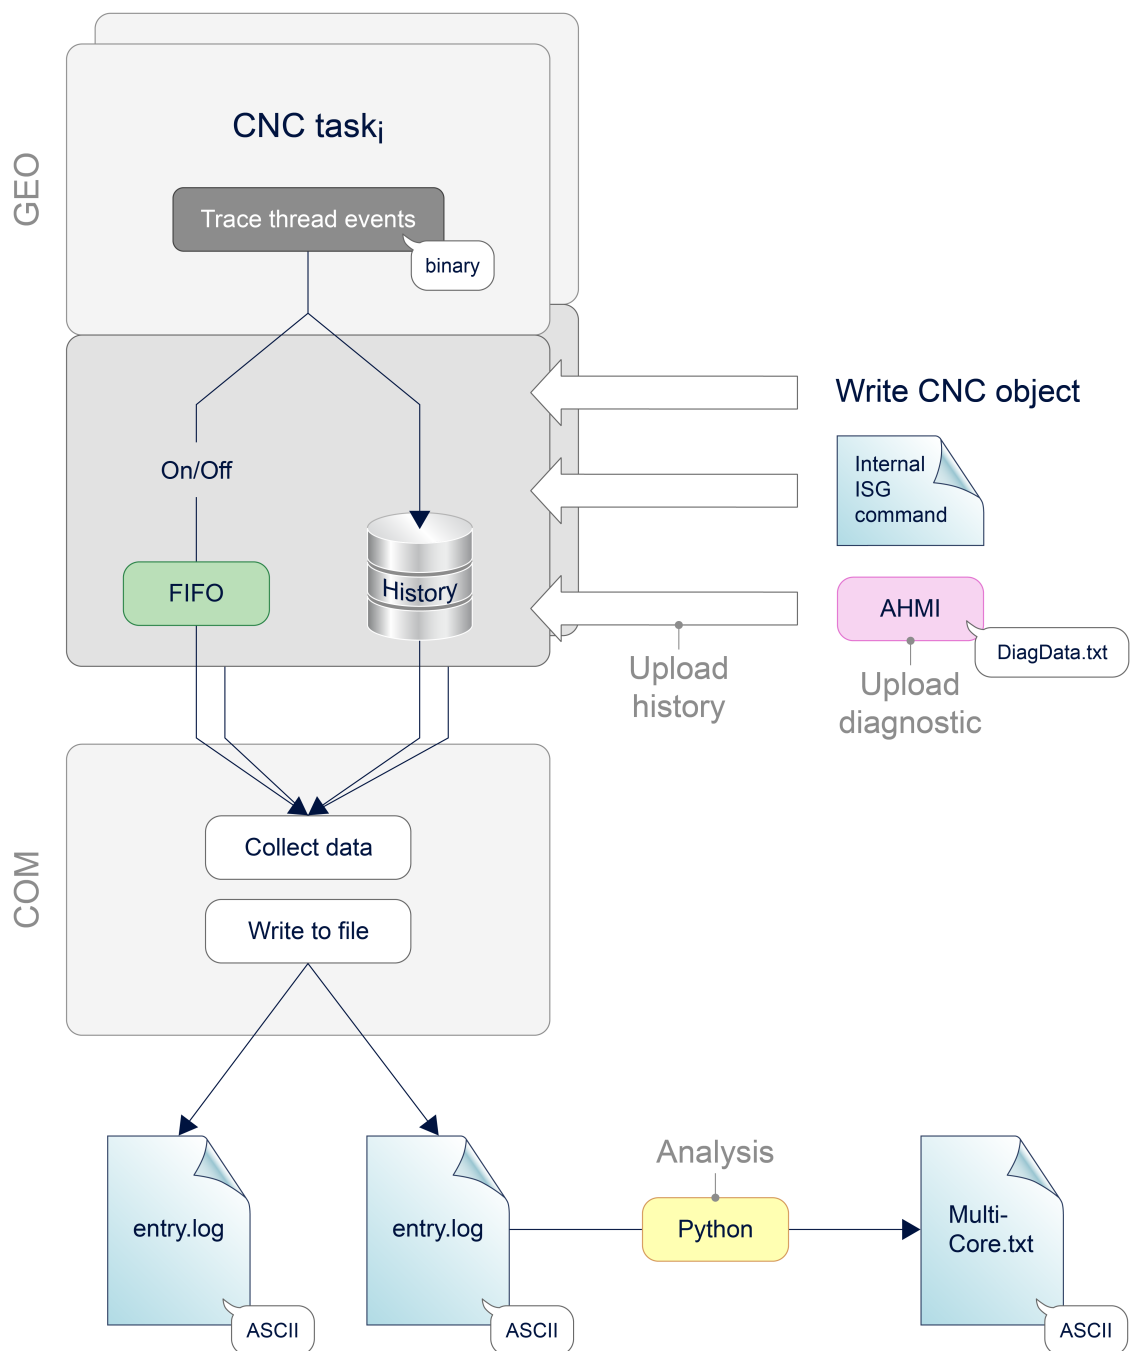 GEO
CNC taskᵢ
Trace thread events
binary
Write CNC object
On/Off
Internal
ISG
command
FIFO
History
AHMI
DiagData.txt
Upload
history
Upload
diagnostic
COM
Collect data
Write to file
Analysis
entry.log
entry.log
Python
Multi-
Core.txt
ASCII
ASCII
ASCII